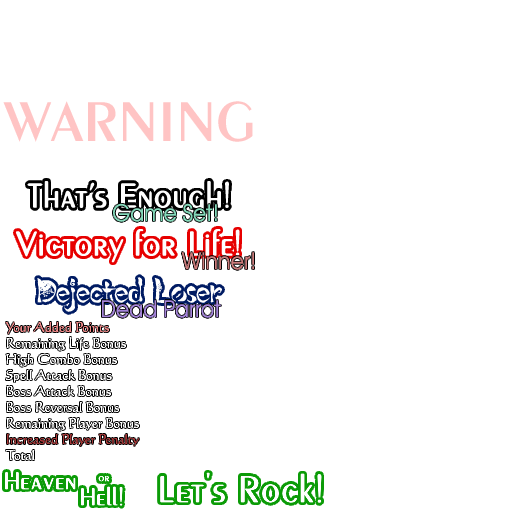 WARNING
That's Enough!
Game Set!
Victory for Life!
Winner!
Dejected Loser
Dead Parrot
Your Added Points
Remaining Life Bonus
High Combo Bonus
Spell Attack Bonus
Boss Attack Bonus
Boss Reversal Bonus
Remaining Player Bonus
Increased Player Penalty
Total
Heaven or Hell!
Let's Rock!